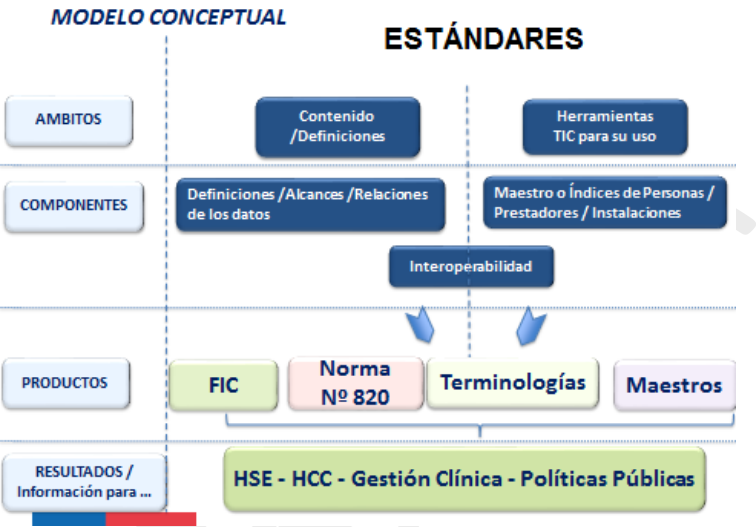 MODELO CONCEPTUAL
ESTÁNDARES
AMBITOS
Contenido
/Definiciones
Herramientas
TIC para su uso
COMPONENTES
Definiciones /Alcances /Relaciones
de los datos
Maestro o Índices de Personas /
Prestadores / Instalaciones
Interoperabilidad
PRODUCTOS
FIC
Norma
Nº 820
Terminologías
Maestros
RESULTADOS /
Información para ...
HSE - HCC - Gestión Clínica - Políticas Públicas